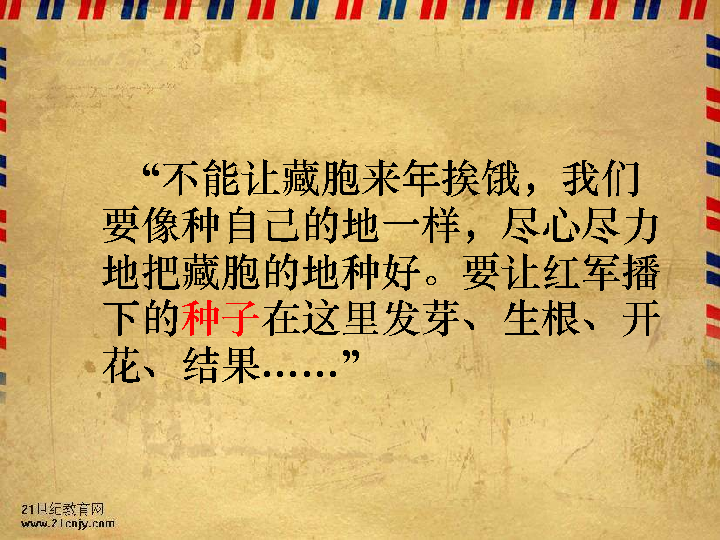 “不能让藏胞来年挨饿，我们
要像种自己的地一样，尽心尽力
地把藏胞的地种好。要让红军播
下的种子在这里发芽、生根、开
花、结果……”
21世纪教育网
www.21cnjy.com